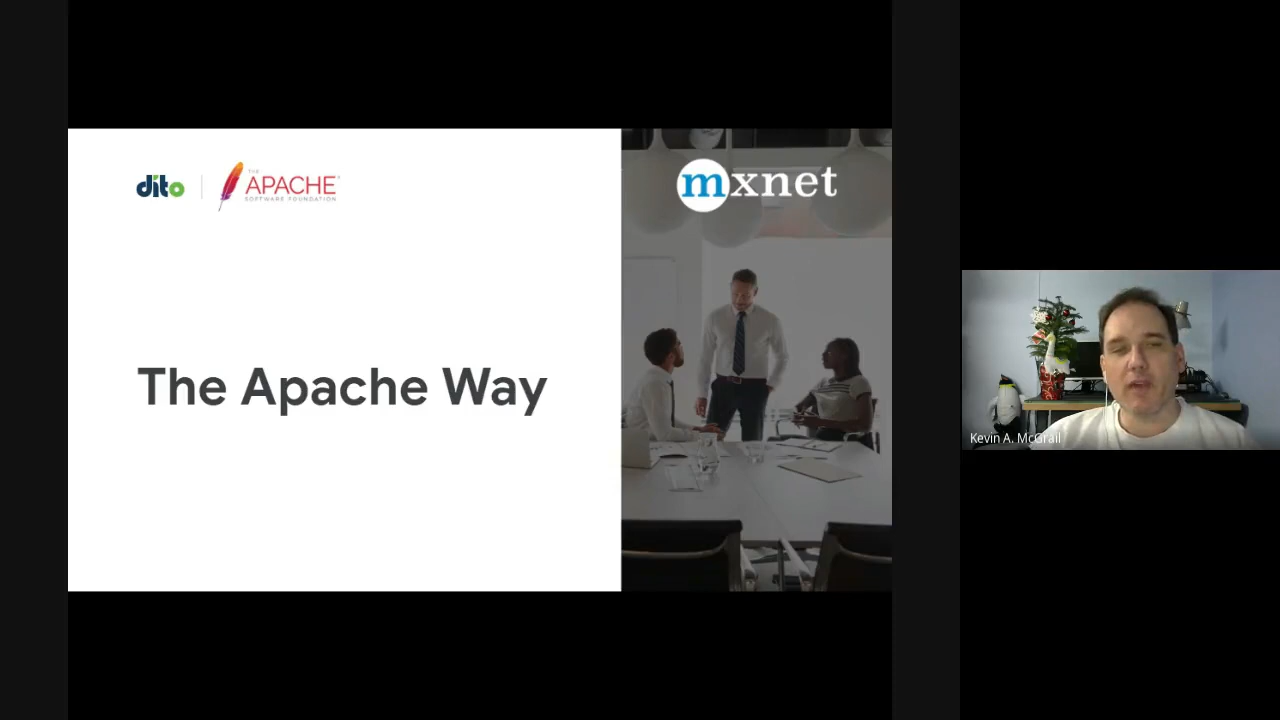 dito
THE
APACHE
SOFTWARE FOUNDATION
mxnet
The Apache Way
Kevin A. McGrail